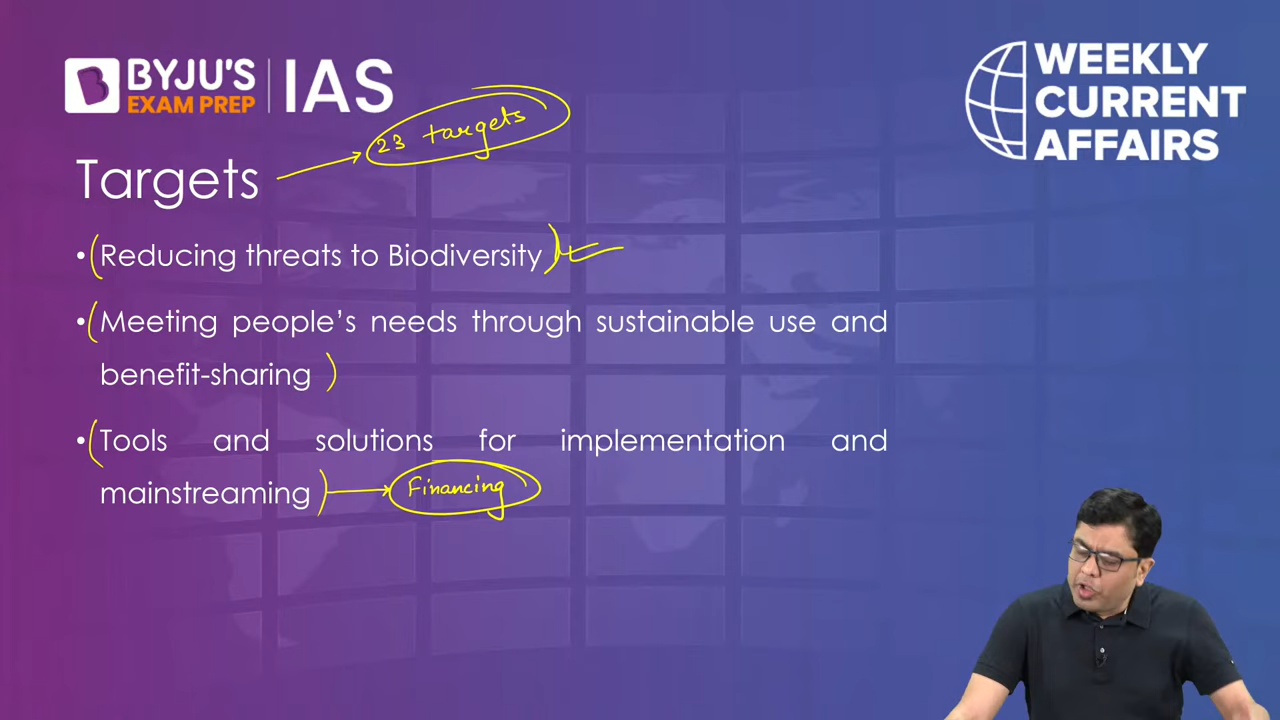 BYJU'S
EXAM PREP
IAS
WEEKLY
CURRENT
AFFAIRS
23 targets
Targets
• (Reducing threats to Biodiversity)
• (Meeting people's needs through sustainable use and
benefit-sharing )
• (Tools and solutions for implementation and
mainstreaming) Financing